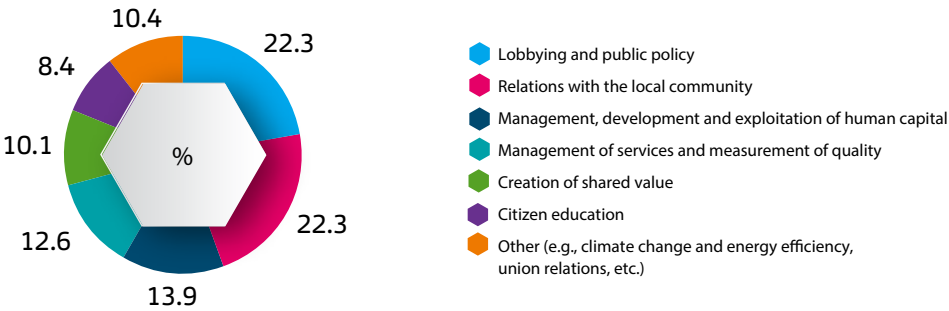 10.4
22.3
8.4
10.1
%
12.6
22.3
13.9
Lobbying and public policy
Relations with the local community
Management, development and exploitation of human capital
Management of services and measurement of quality
Creation of shared value
Citizen education
Other (e.g., climate change and energy efficiency,
union relations, etc.)